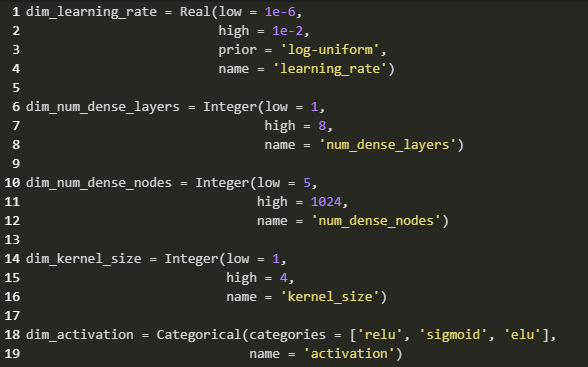 1 dim_learning_rate = Real(low = 1e-6,
2                          high = 1e-2,
3                          prior = 'log-uniform',
4                          name = 'learning_rate')
5
6 dim_num_dense_layers = Integer(low = 1,
7                                high = 8,
8                                name = 'num_dense_layers')
9
10 dim_num_dense_nodes = Integer(low = 5,
11                               high = 1024,
12                               name = 'num_dense_nodes')
13
14 dim_kernel_size = Integer(low = 1,
15                           high = 4,
16                           name = 'kernel_size')
17
18 dim_activation = Categorical(categories = ['relu', 'sigmoid', 'elu'],
19                              name = 'activation')